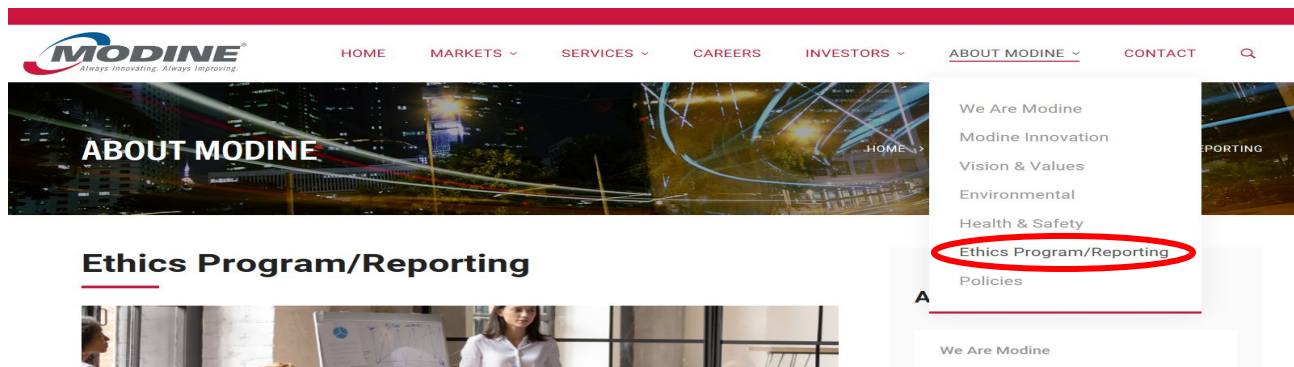 MODINE®
Always Innovating. Always Improving.
HOME MARKETS SERVICES CAREERS INVESTORS ABOUT MODINE CONTACT
We Are Modine
Modine Innovation
Vision & Values
Environmental
Health & Safety
Ethics Program/Reporting
Policies
ABOUT MODINE
HOME > PORTING
Ethics Program/Reporting
A
We Are Modine